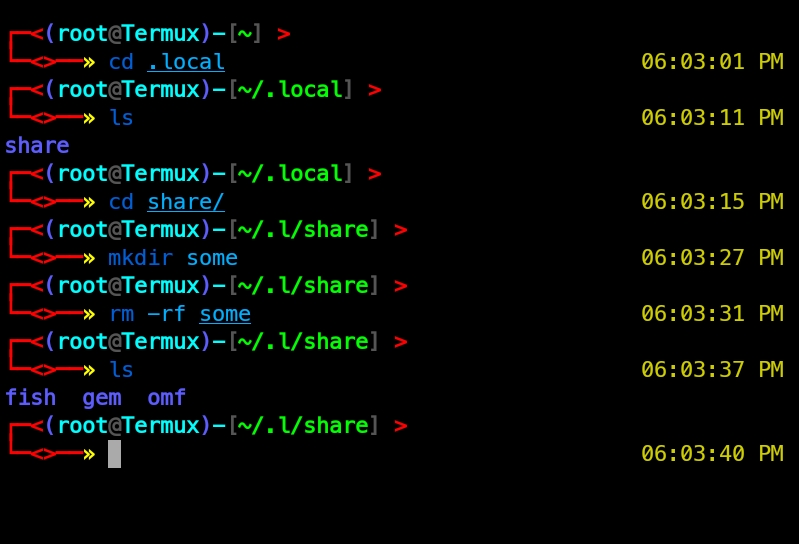 ┌─<(root@Termux)─[~] >
└─<>──» cd .local 06:03:01 PM
┌─<(root@Termux)─[~/.local] >
└─<>──» ls 06:03:11 PM
share
┌─<(root@Termux)─[~/.local] >
└─<>──» cd share/ 06:03:15 PM
┌─<(root@Termux)─[~/.l/share] >
└─<>──» mkdir some 06:03:27 PM
┌─<(root@Termux)─[~/.l/share] >
└─<>──» rm -rf some 06:03:31 PM
┌─<(root@Termux)─[~/.l/share] >
└─<>──» ls 06:03:37 PM
fish gem omf
┌─<(root@Termux)─[~/.l/share] >
└─<>──» 06:03:40 PM